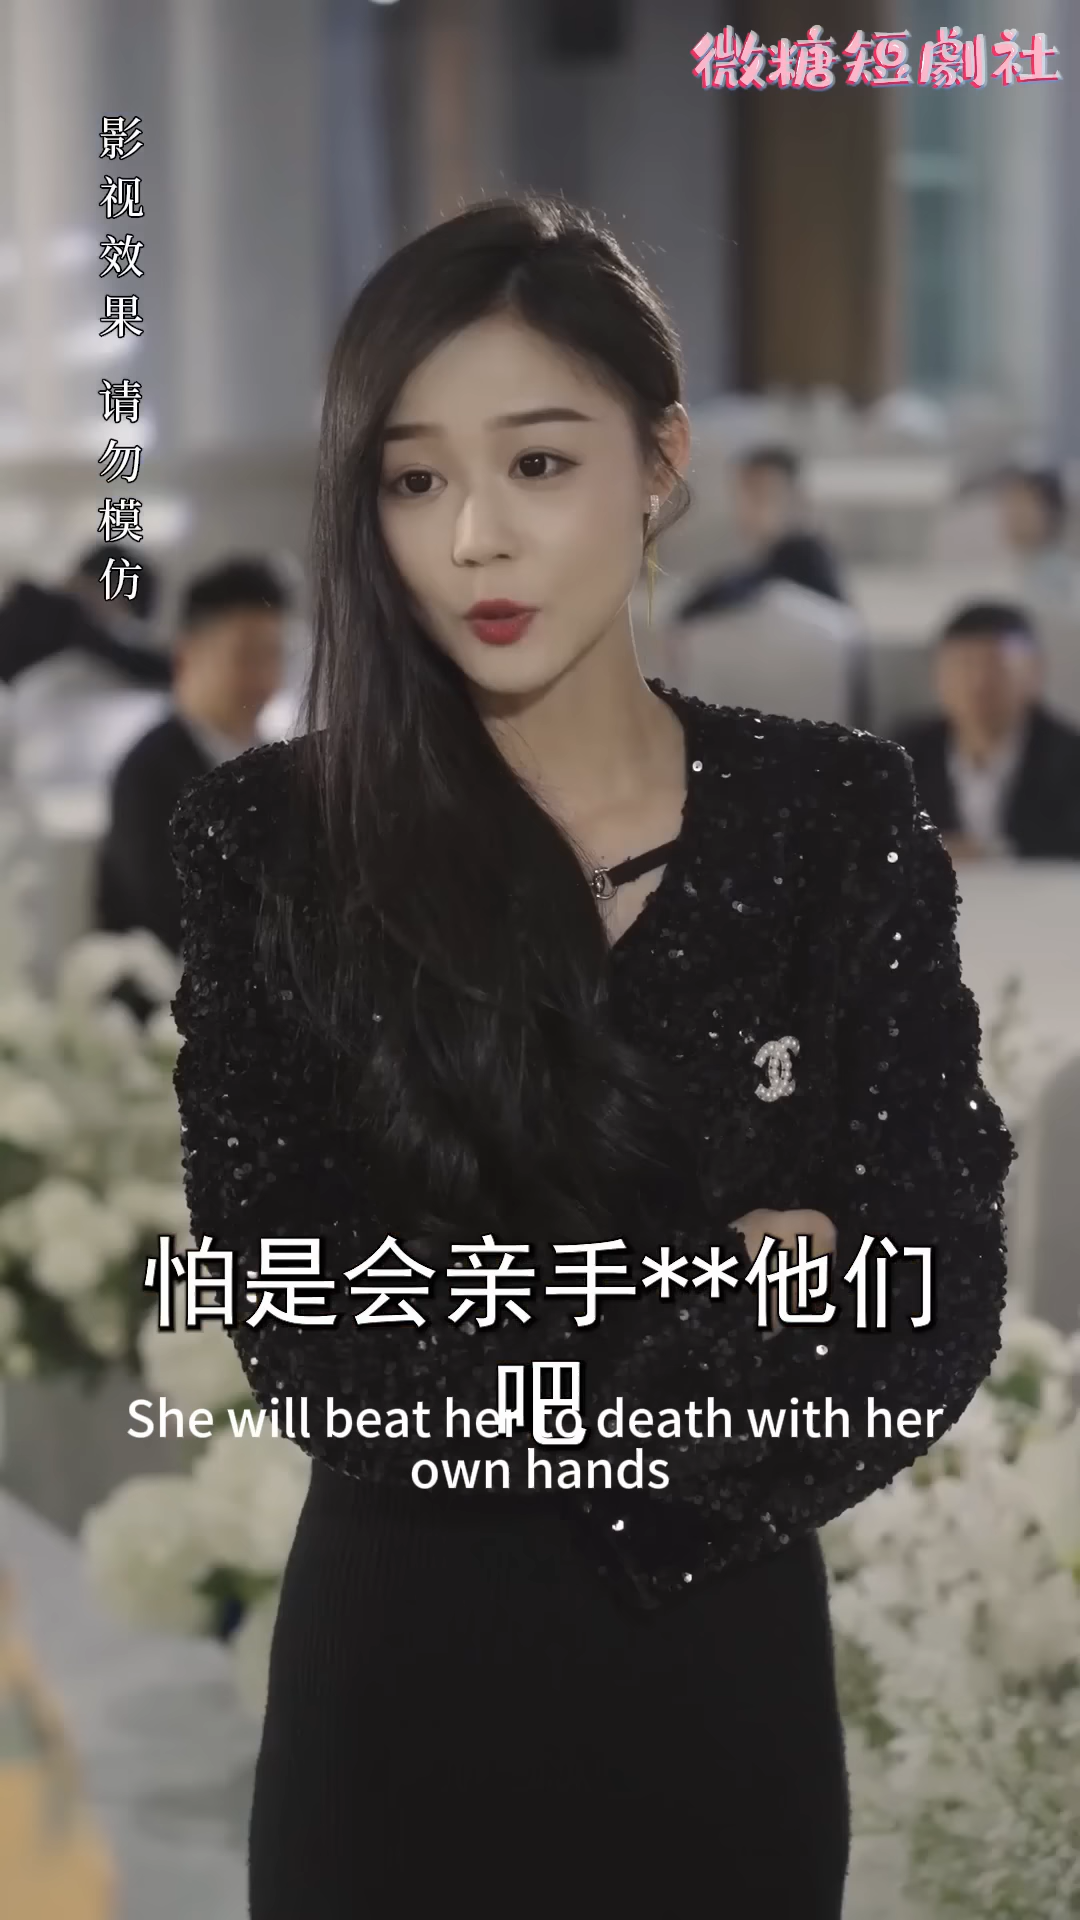 微糖短劇社
影视效果 请勿模仿
怕是会亲手**他们
吧
She will beat her to death with her
own hands